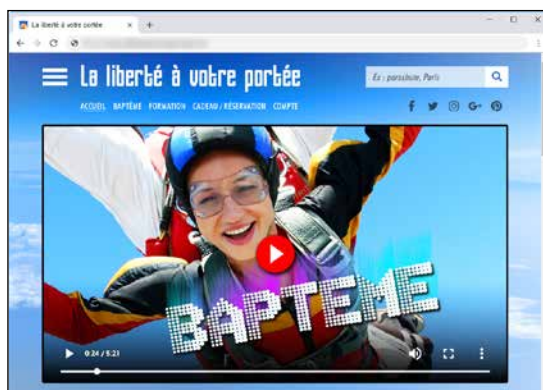 La liberté à votre portée
La liberté à votre portée
Ex : parachute, Paris
ACCUEIL BAPTÊME FORMATION CADEAU / RÉSERVATION COMPTE
BAPTEME
0:24 / 5:21